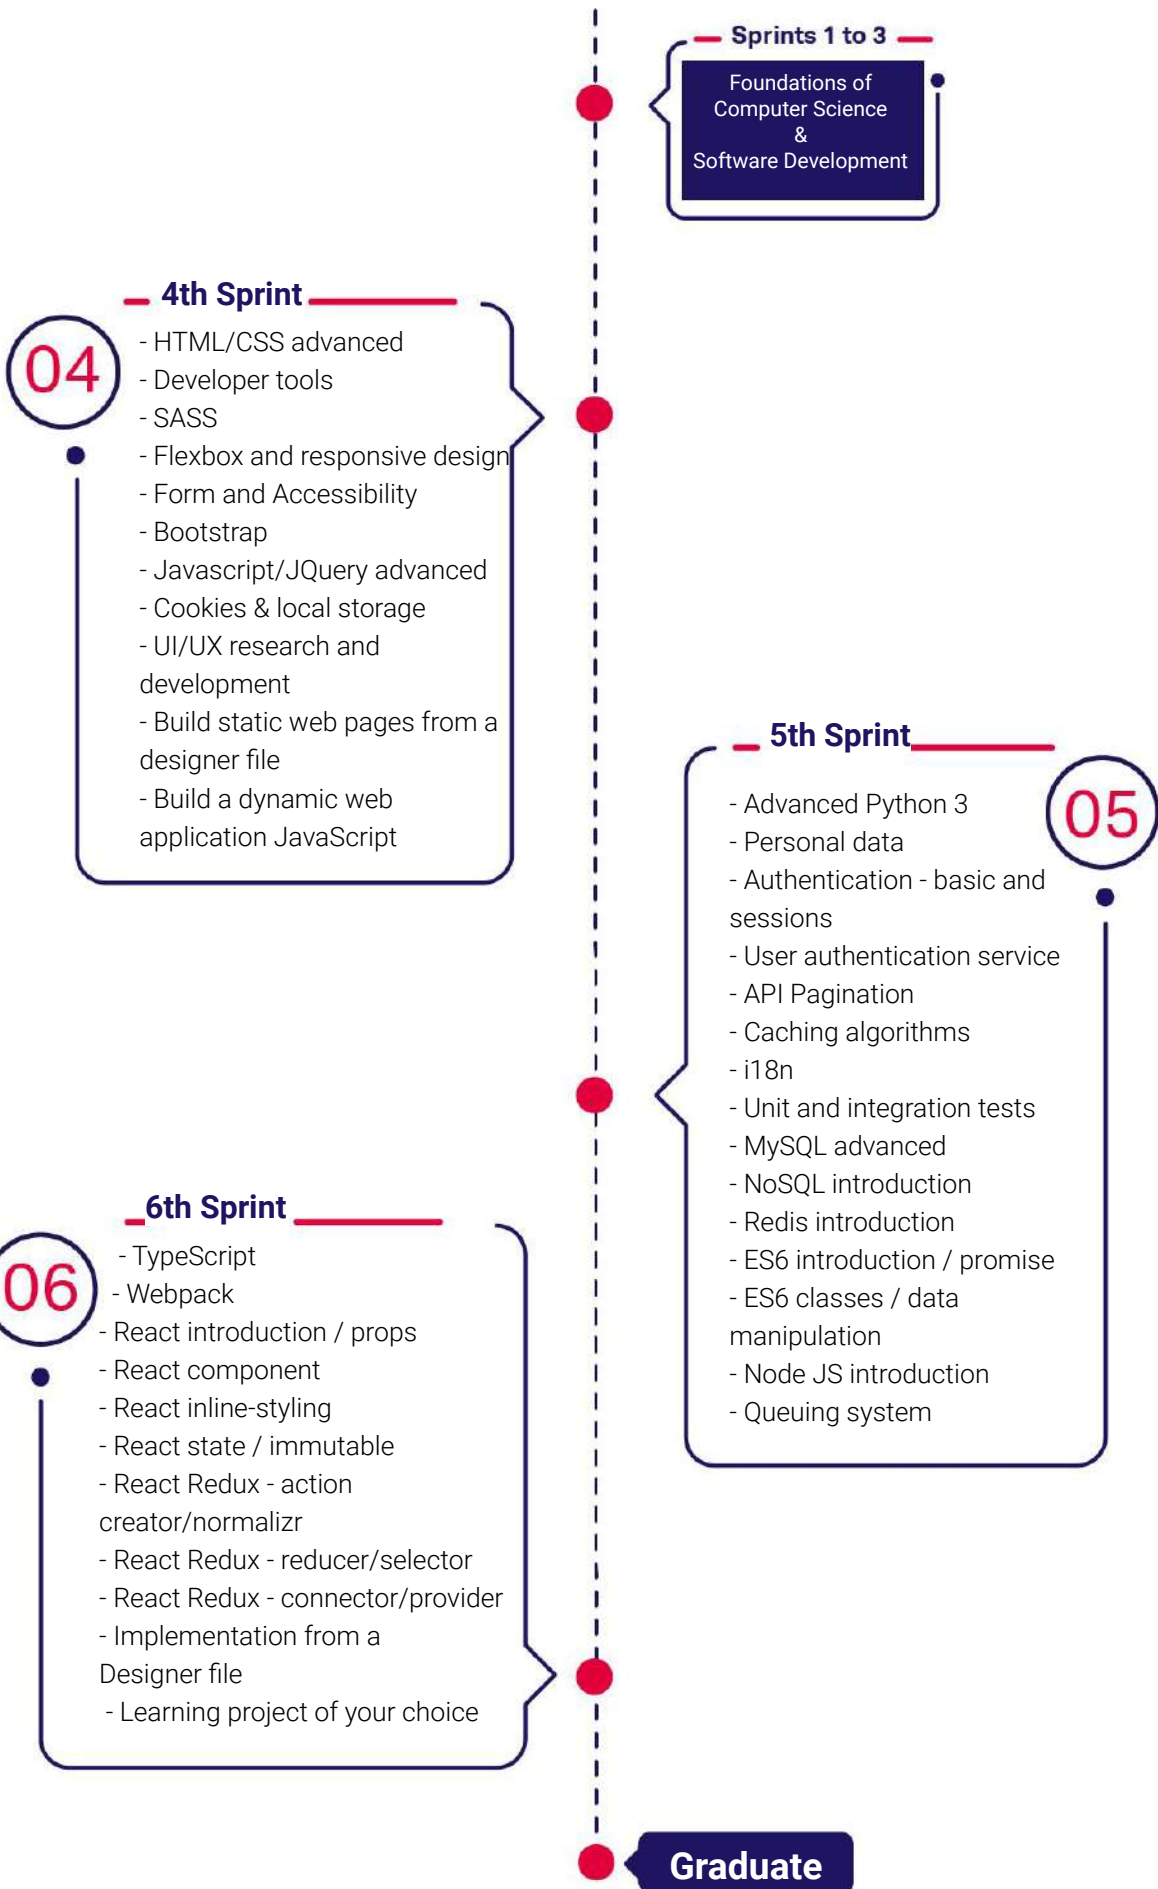 Sprints 1 to 3
Foundations of
Computer Science
&
Software Development
4th Sprint
04
- HTML/CSS advanced
- Developer tools
- SASS
- Flexbox and responsive design
- Form and Accessibility
- Bootstrap
- Javascript/JQuery advanced
- Cookies & local storage
- UI/UX research and
development
- Build static web pages from a
designer file
- Build a dynamic web
application JavaScript
5th Sprint
05
- Advanced Python 3
- Personal data
- Authentication - basic and
sessions
- User authentication service
- API Pagination
- Caching algorithms
- i18n
- Unit and integration tests
- MySQL advanced
- NoSQL introduction
- Redis introduction
- ES6 introduction / promise
- ES6 classes / data
manipulation
- Node JS introduction
- Queuing system
6th Sprint
06
- TypeScript
- Webpack
- React introduction / props
- React component
- React inline-styling
- React state / immutable
- React Redux - action
creator/normalizr
- React Redux - reducer/selector
- React Redux - connector/provider
- Implementation from a
Designer file
- Learning project of your choice
Graduate